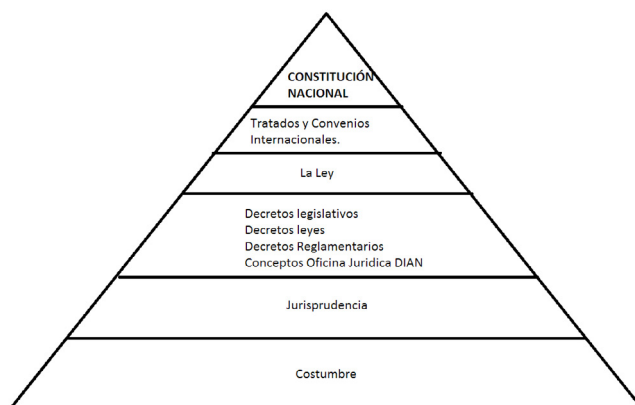 CONSTITUCIÓN
NACIONAL
Tratados y Convenios
Internacionales.
La Ley
Decretos legislativos
Decretos leyes
Decretos Reglamentarios
Conceptos Oficina Juridica DIAN
Jurisprudencia
Costumbre